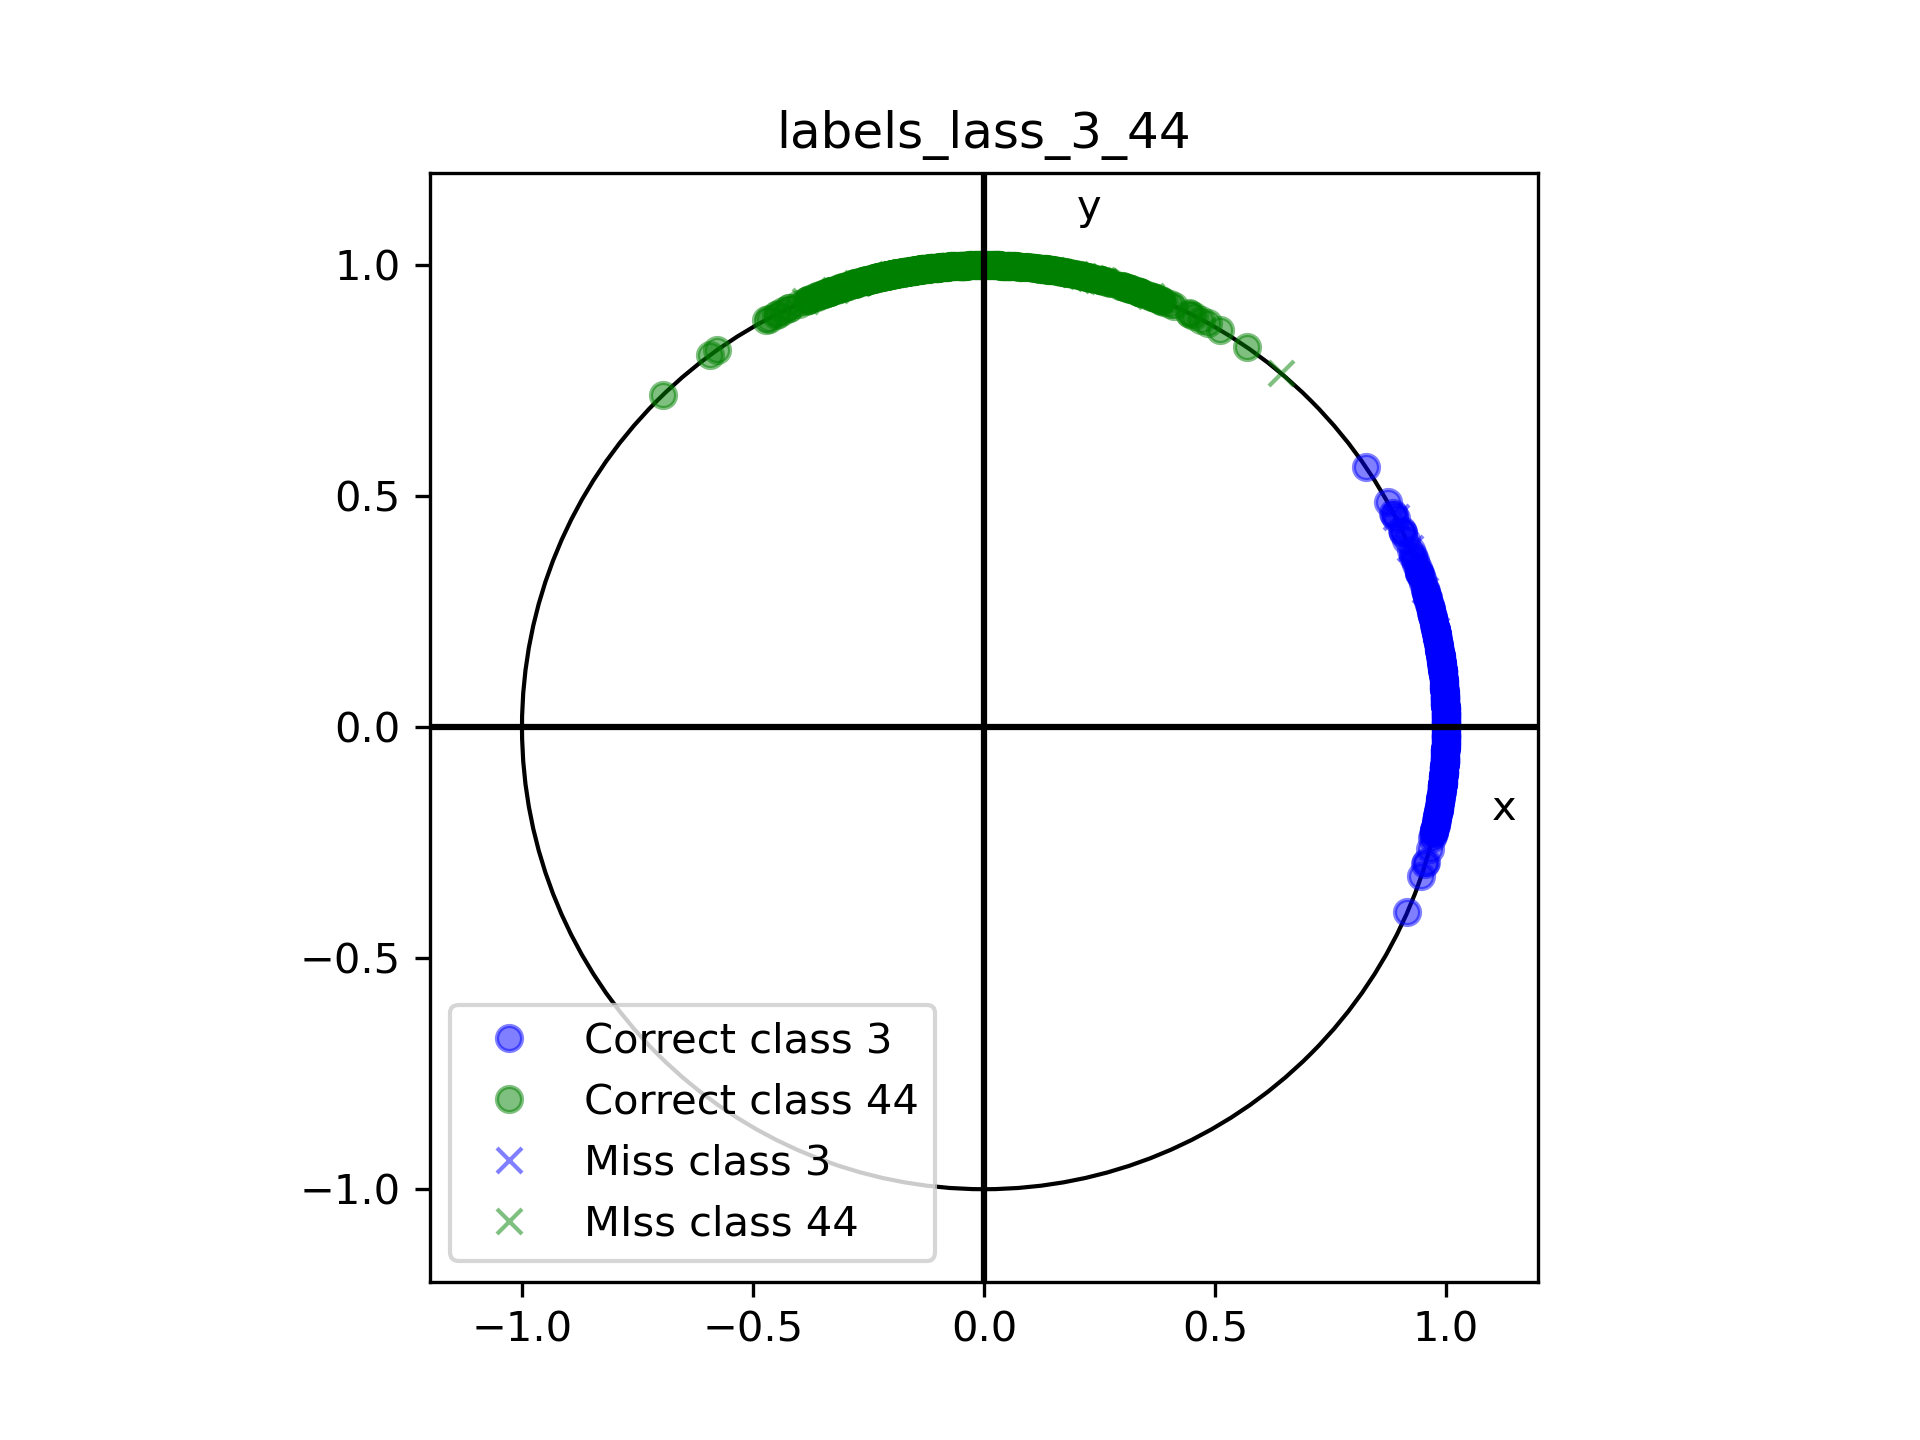 labels_lass_3_44
y
1.0
0.5
0.0
x
−0.5
−1.0
Correct class 3
Correct class 44
Miss class 3
MIss class 44
−1.0 −0.5 0.0 0.5 1.0